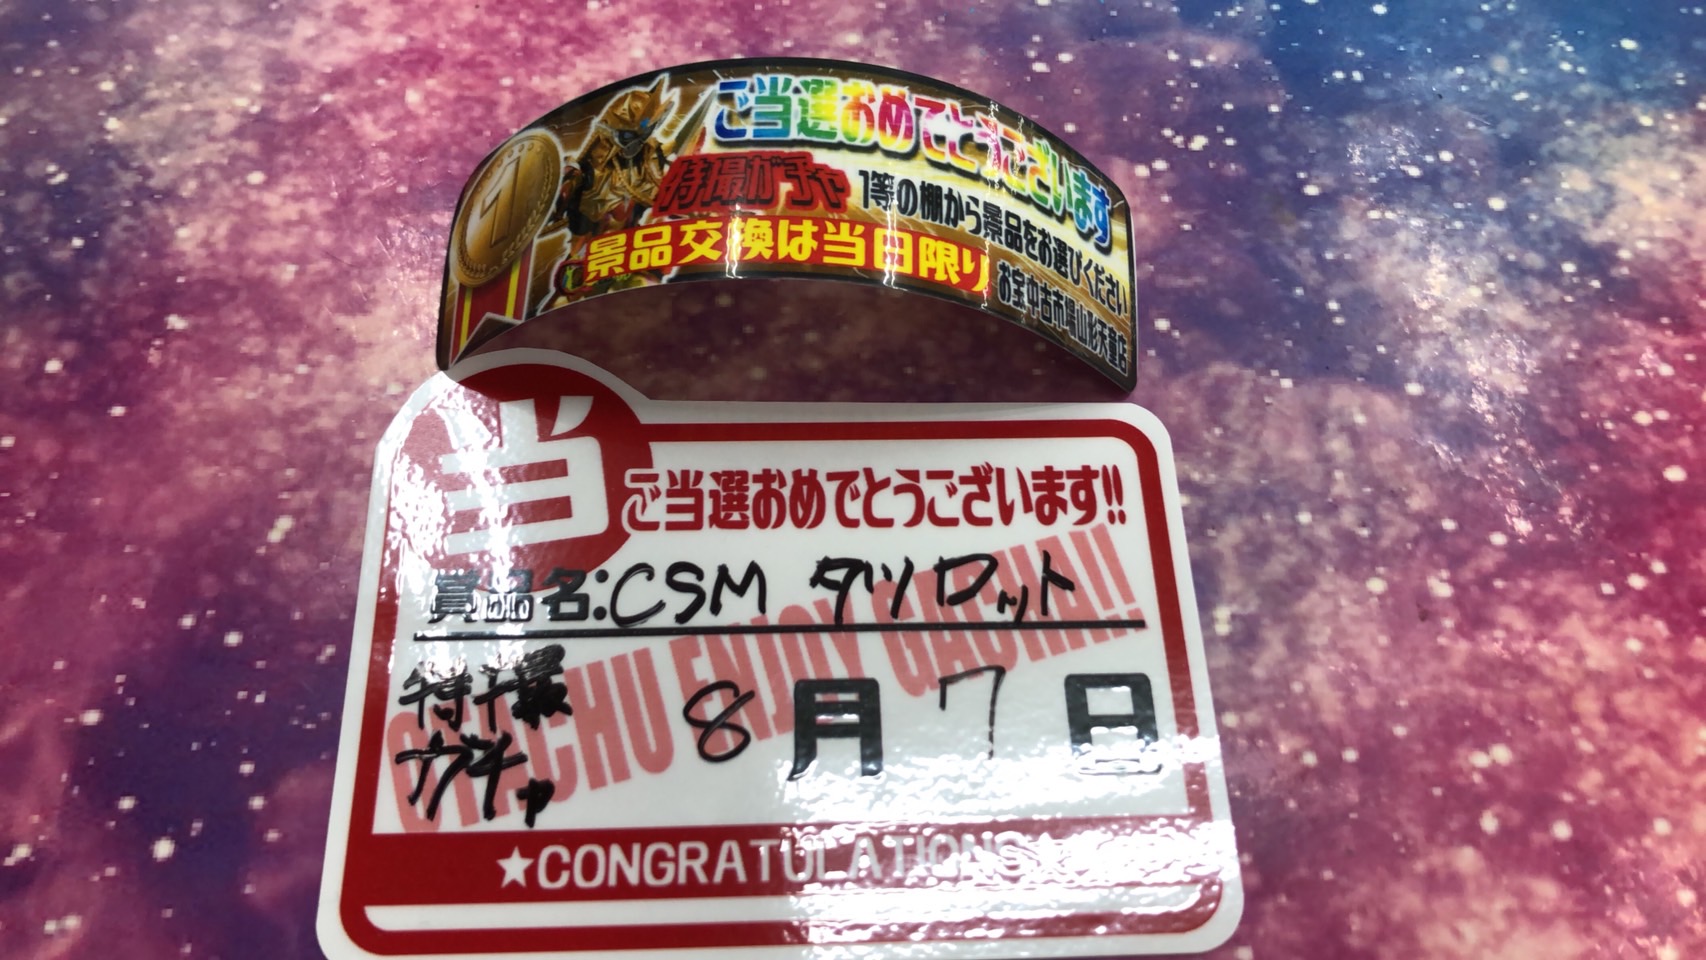 1
ご当選おめでとうございます
特撮ガチャ
1等の棚から景品をお選びください
景品交換は当日限り
お宝中古市場山形天童店
当
ご当選おめでとうございます!!
賞品名:CSM タツロット
特撮
ガチャ
8月7日
OTACHU ENJOY GACHA!!
★CONGRATULATIONS